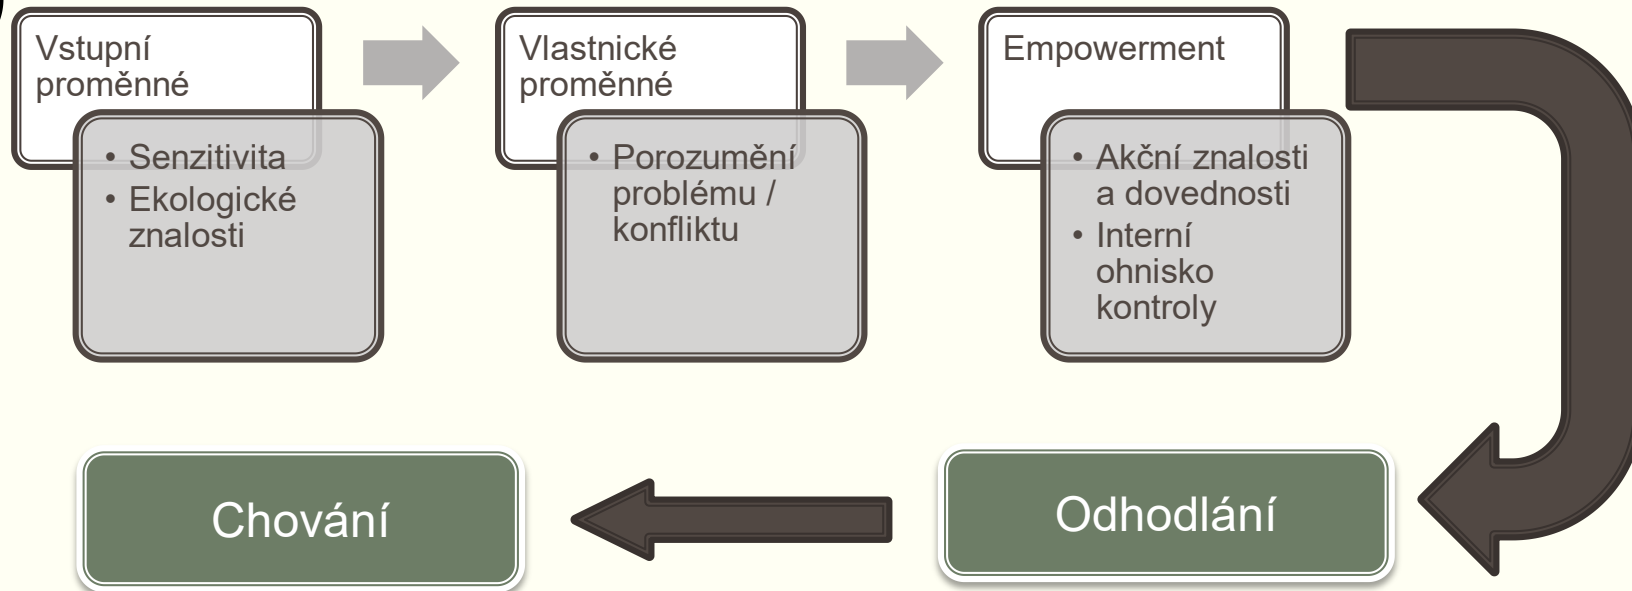 Vstupní
proměnné
• Senzitivita
• Ekologické
znalosti
Vlastnické
proměnné
• Porozumění
problému /
konfliktu
Empowerment
• Akční znalosti
a dovednosti
• Interní
ohnisko
kontroly
Odhodlání
Chování